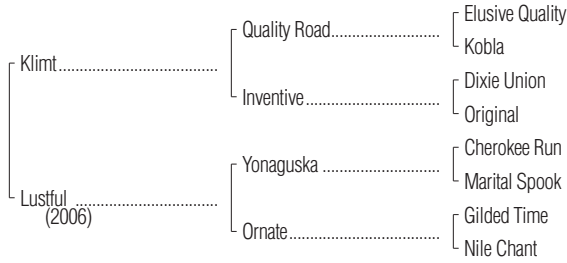 Elusive Quality
Quality Road
Kobla
Klimt
Dixie Union
Inventive
Original
Cherokee Run
Yonaguska
Marital Spook
Lustful
(2006)
Gilded Time
Ornate
Nile Chant